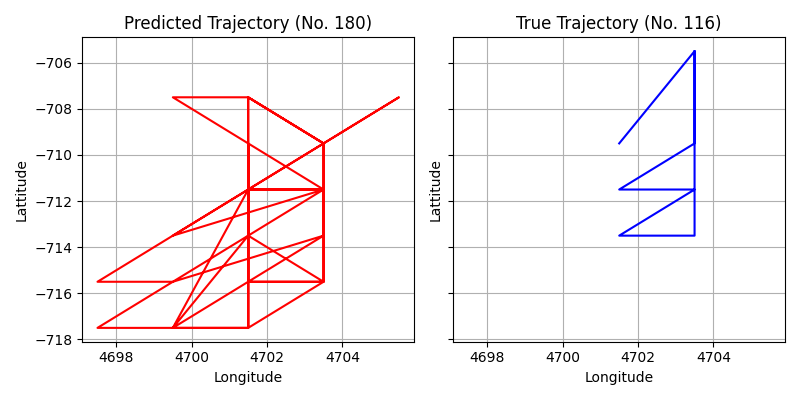 Predicted Trajectory (No. 180)
True Trajectory (No. 116)
Lattitude
−706
−708
−710
−712
−714
−716
−718
4698
4700
4702
4704
Longitude
Lattitude
4698
4700
4702
4704
Longitude